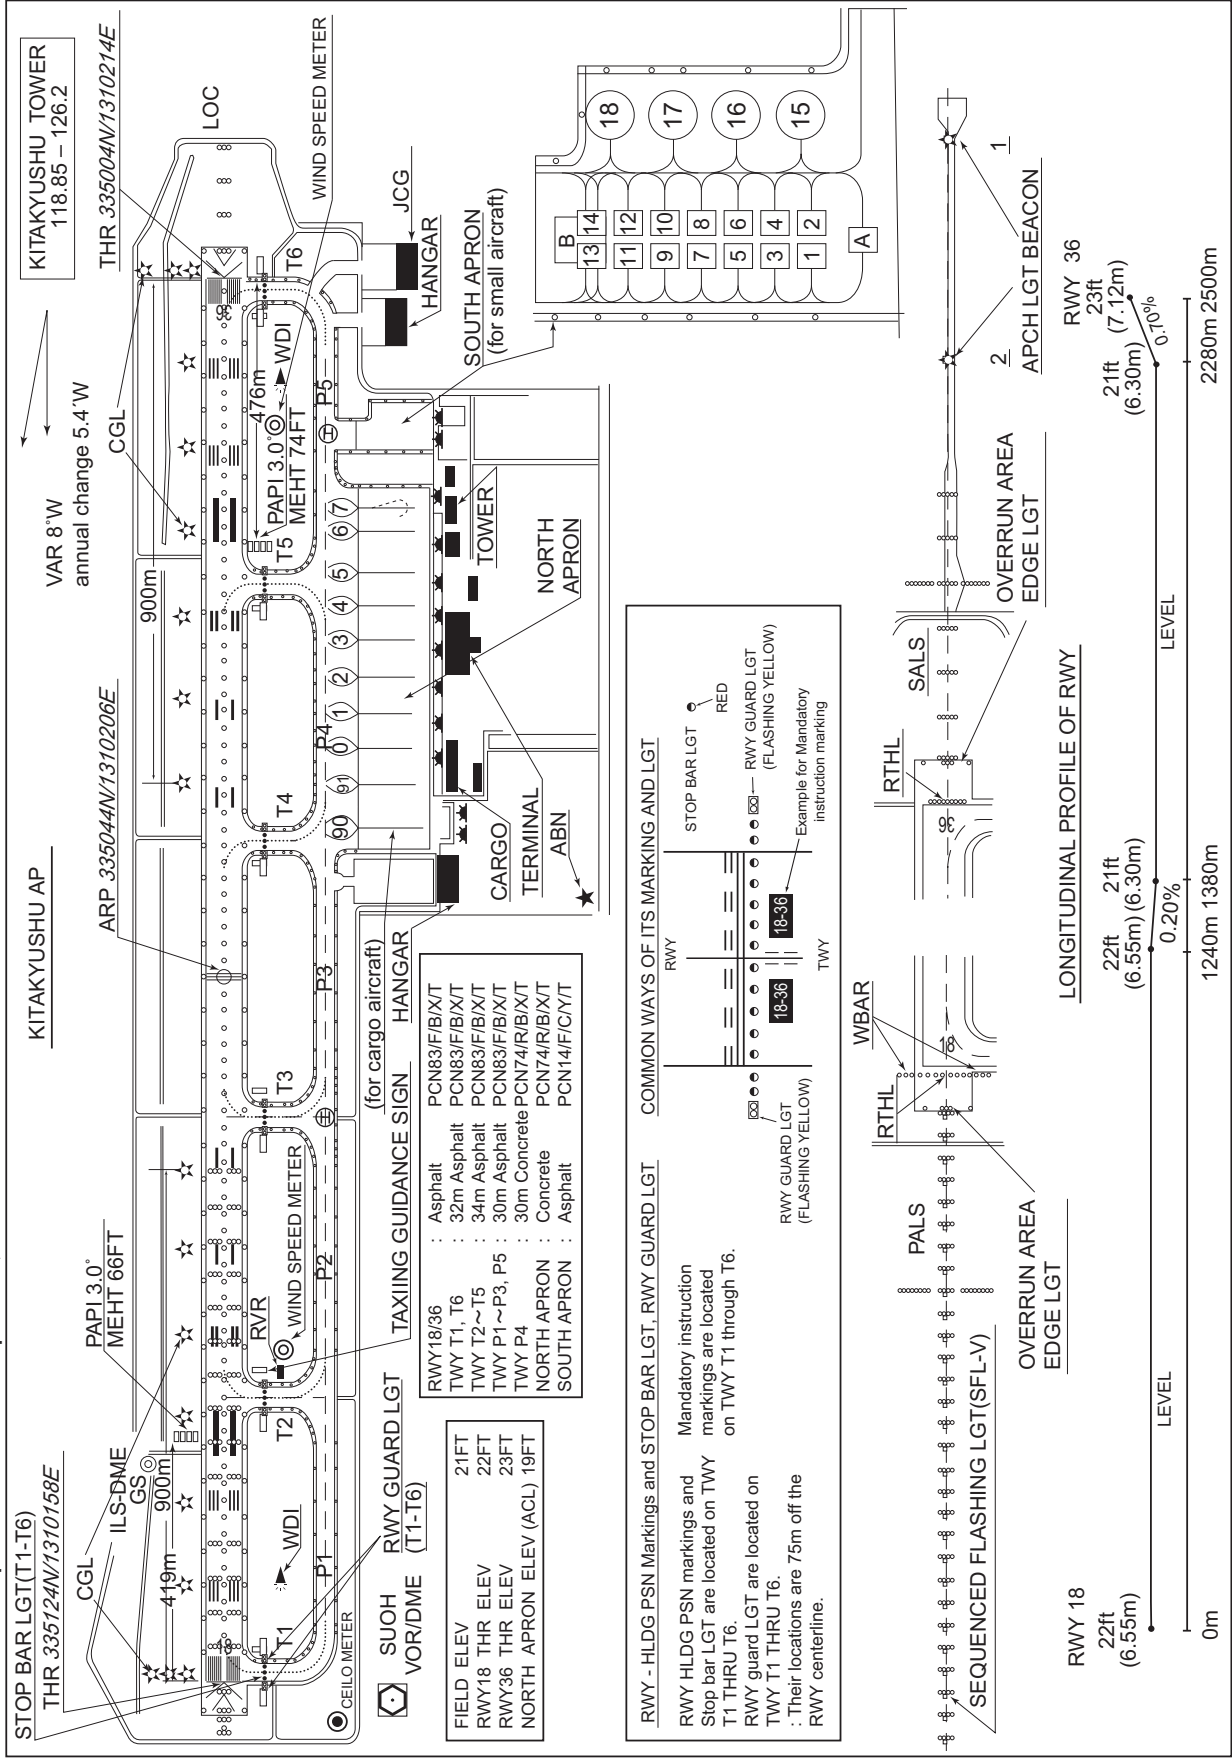 KITAKYUSHU AP
KITAKYUSHU TOWER
118.85 – 126.2
VAR 8°W
annual change 5.4'W
STOP BAR LGT(T1-T6)
THR 335124N/1310158E
CGL
ILS-DME
GS
900m
419m
PAPI 3.0°
MEHT 66FT
ARP 335044N/1310206E
900m
CGL
THR 335004N/1310214E
LOC
18
36
T1
T2
T3
T4
T5
T6
WDI
RVR
WIND SPEED METER
PAPI 3.0°
MEHT 74FT
476m
WDI
WIND SPEED METER
P1
P2
P3
P4
P5
H
H
CEILO METER
90
91
0
1
2
3
4
5
6
7
SUOH
VOR/DME
RWY GUARD LGT
(T1-T6)
TAXIING GUIDANCE SIGN
HANGAR
(for cargo aircraft)
CARGO
TERMINAL
ABN
NORTH
APRON
TOWER
SOUTH APRON
(for small aircraft)
HANGAR
JCG
FIELD ELEV 21FT
RWY18 THR ELEV 22FT
RWY36 THR ELEV 23FT
NORTH APRON ELEV (ACL) 19FT
RWY18/36 : Asphalt PCN83/F/B/X/T
TWY T1, T6 : 32m Asphalt PCN83/F/B/X/T
TWY T2~T5 : 34m Asphalt PCN83/F/B/X/T
TWY P1~P3, P5 : 30m Asphalt PCN83/F/B/X/T
TWY P4 : 30m Concrete PCN74/R/B/X/T
NORTH APRON : Concrete PCN74/R/B/X/T
SOUTH APRON : Asphalt PCN14/F/C/Y/T
B
13 14
11 12
9 10
7 8
5 6
3 4
1 2
A
18
17
16
15
RWY - HLDG PSN Markings and STOP BAR LGT, RWY GUARD LGT
RWY HLDG PSN markings and
Stop bar LGT are located on TWY
T1 THRU T6.
RWY guard LGT are located on
TWY T1 THRU T6.
: Their locations are 75m off the
RWY centerline.
Mandatory instruction
markings are located
on TWY T1 through T6.
COMMON WAYS OF ITS MARKING AND LGT
RWY
TWY
18-36
18-36
STOP BAR LGT
RED
RWY GUARD LGT
(FLASHING YELLOW)
RWY GUARD LGT
(FLASHING YELLOW)
Example for Mandatory
instruction marking
SEQUENCED FLASHING LGT(SFL-V)
PALS
OVERRUN AREA
EDGE LGT
RTHL
WBAR
18
36
RTHL
SALS
OVERRUN AREA
EDGE LGT
2
1
APCH LGT BEACON
LONGITUDINAL PROFILE OF RWY
RWY 18
22ft
(6.55m)
LEVEL
22ft
(6.55m)
21ft
(6.30m)
0.20%
LEVEL
21ft
(6.30m)
RWY 36
23ft
(7.12m)
0.70%
0m
1240m
1380m
2280m
2500m